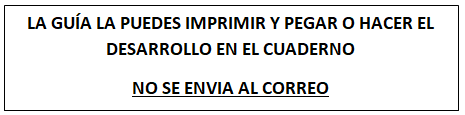 LA GUÍA LA PUEDES IMPRIMIR Y PEGAR O HACER EL
DESARROLLO EN EL CUADERNO
NO SE ENVIA AL CORREO